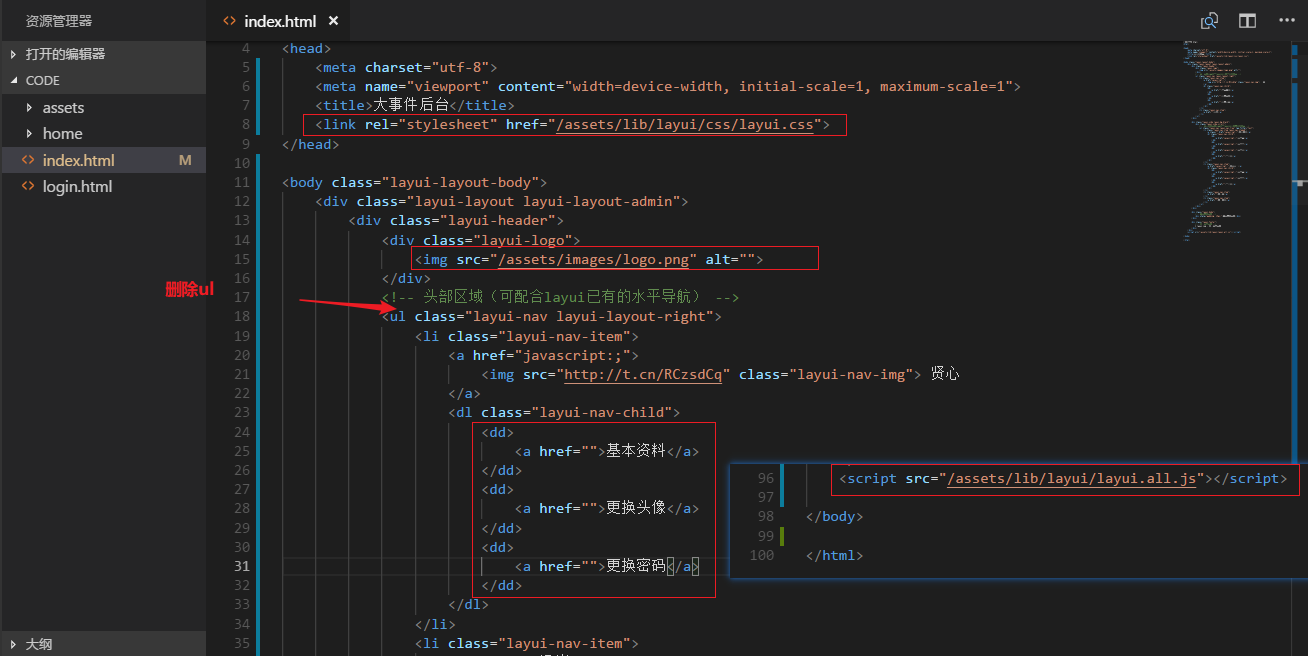 资源管理器
<> index.html ×
打开的编辑器
CODE
assets
home
<> index.html M
<> login.html
大纲
删除ul
4 <head>
5 <meta charset="utf-8">
6 <meta name="viewport" content="width=device-width, initial-scale=1, maximum-scale=1">
7 <title>大事件后台</title>
8 <link rel="stylesheet" href="/assets/lib/layui/css/layui.css">
9 </head>
10
11 <body class="layui-layout-body">
12 <div class="layui-layout layui-layout-admin">
13 <div class="layui-header">
14 <div class="layui-logo">
15 <img src="/assets/images/logo.png" alt="">
16 </div>
17 <!-- 头部区域（可配合layui已有的水平导航） -->
18 <ul class="layui-nav layui-layout-right">
19 <li class="layui-nav-item">
20 <a href="javascript:;">
21 <img src="http://t.cn/RCzsdCq" class="layui-nav-img"> 贤心
22 </a>
23 <dl class="layui-nav-child">
24 <dd>
25 <a href="">基本资料</a>
26 </dd>
27 <dd>
28 <a href="">更换头像</a>
29 </dd>
30 <dd>
31 <a href="">更换密码</a>
32 </dd>
33 </dl>
34 </li>
35 <li class="layui-nav-item">
96 <script src="/assets/lib/layui/layui.all.js"></script>
97
98 </body>
99
100 </html>